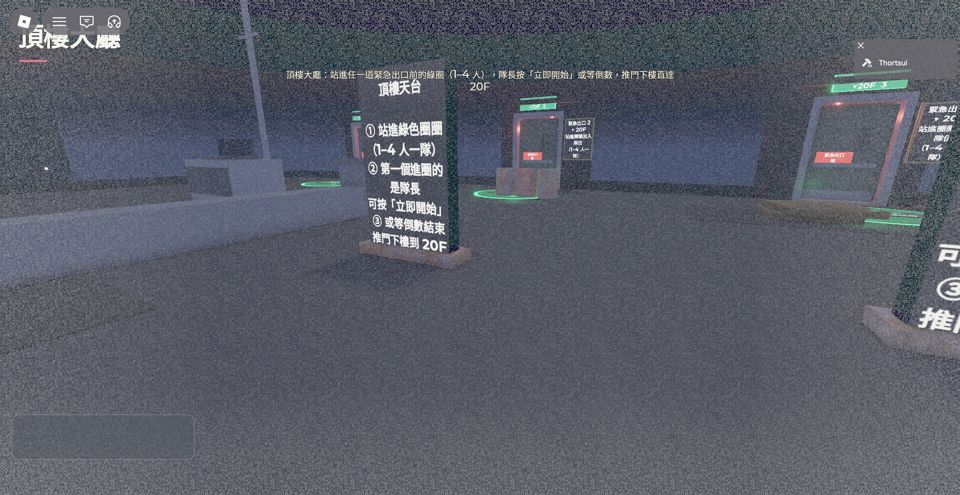 頂樓大廳
頂樓大廳：站進任一道緊急出口前的綠圈（1–4 人），隊長按「立即開始」或等倒數，推門下樓直達
20F
Thortsui
頂樓天台
① 站進綠色圈圈
（1–4 人一隊）
② 第一個進圈的
是隊長
可按「立即開始」
③ 或等倒數結束
推門下樓到 20F
緊急出口 2
+20F 3
緊急出口
可
③
推門